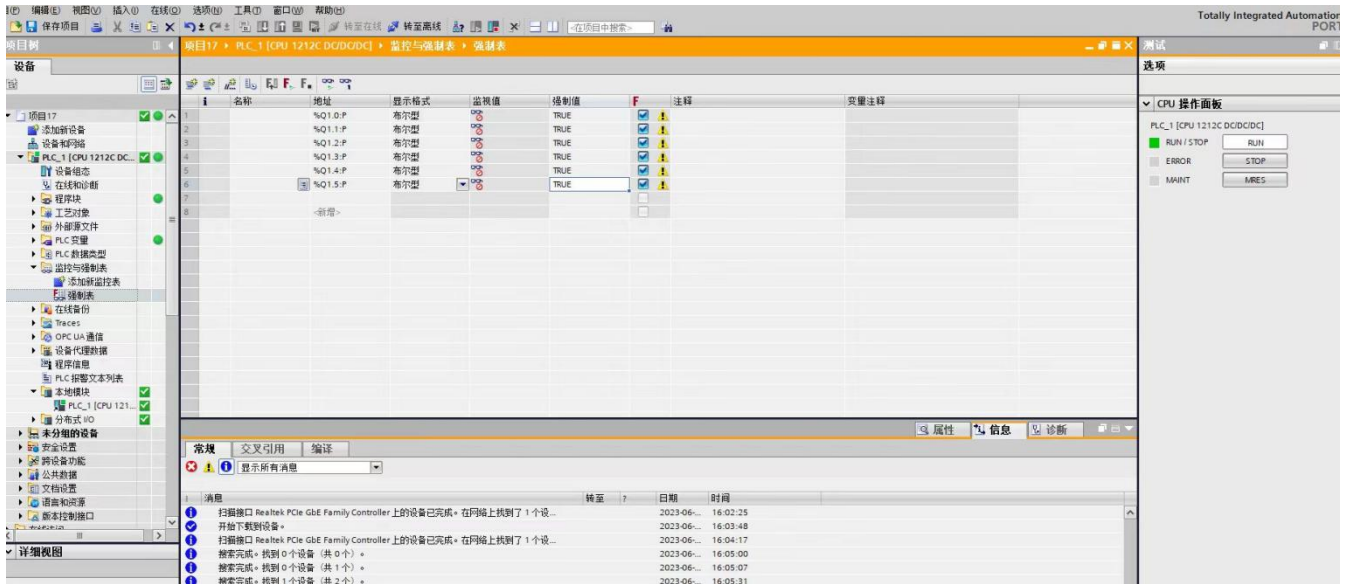 编辑(E) 视图(V) 插入(I) 在线(O) 选项(N) 工具(T) 窗口(W) 帮助(H)
Totally Integrated Automation
PORT
保存项目 转至在线 转至离线 <在项目中搜索>
项目树
项目17 ▸ PLC_1 [CPU 1212C DC/DC/DC] ▸ 监控与强制表 ▸ 强制表
测试
设备
选项
i 名称 地址 显示格式 监视值 强制值 F 注释 变量注释
1 %Q1.0:P 布尔型 TRUE
2 %Q1.1:P 布尔型 TRUE
3 %Q1.2:P 布尔型 TRUE
4 %Q1.3:P 布尔型 TRUE
5 %Q1.4:P 布尔型 TRUE
6 %Q1.5:P 布尔型 TRUE
7
8 <新增>
项目17
添加新设备
设备和网络
PLC_1 [CPU 1212C DC...
设备组态
在线和诊断
程序块
工艺对象
外部源文件
PLC 变量
PLC 数据类型
监控与强制表
添加新监控表
强制表
在线备份
Traces
OPC UA 通信
设备代理数据
程序信息
PLC 报警文本列表
本地模块
PLC_1 [CPU 121...
分布式 I/O
未分组的设备
安全设置
跨设备功能
公共数据
文档设置
语言和资源
版本控制接口
详细视图
CPU 操作面板
PLC_1 [CPU 1212C DC/DC/DC]
RUN / STOP RUN
ERROR STOP
MAINT MRES
属性 信息 诊断
常规 交叉引用 编译
显示所有消息
! 消息 转至 ? 日期 时间
扫描接口 Realtek PCIe GbE Family Controller 上的设备已完成。在网络上找到了 1 个设... 2023-06-... 16:02:25
开始下载到设备。 2023-06-... 16:03:48
扫描接口 Realtek PCIe GbE Family Controller 上的设备已完成。在网络上找到了 1 个设... 2023-06-... 16:04:17
搜索完成。找到 0 个设备（共 0 个）。 2023-06-... 16:05:00
搜索完成。找到 0 个设备（共 1 个）。 2023-06-... 16:05:07
搜索完成。找到 1 个设备（共 2 个）。 2023-06-... 16:05:31